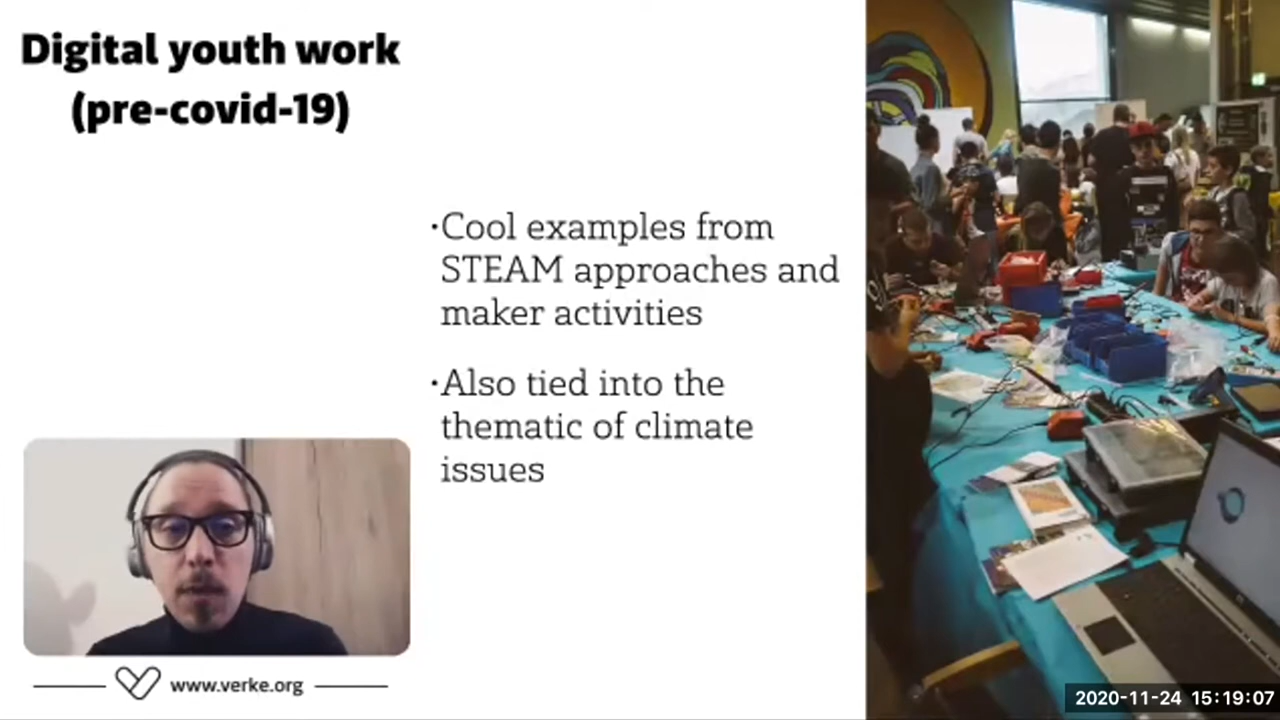 Digital youth work
(pre-covid-19)
·Cool examples from
STEAM approaches and
maker activities
·Also tied into the
thematic of climate
issues
www.verke.org
2020-11-24 15:19:07